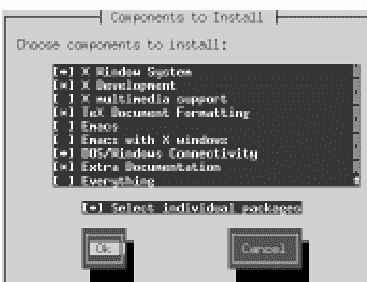 Components to Install
Choose components to install:
[*] X Window System
[*] X Development
[ ] X multimedia support
[*] TeX Document Formatting
[ ] Emacs
[ ] Emacs with X windows
[*] DOS/Windows Connectivity
[*] Extra Documentation
[ ] Everything
[*] Select individual packages
Ok
Cancel